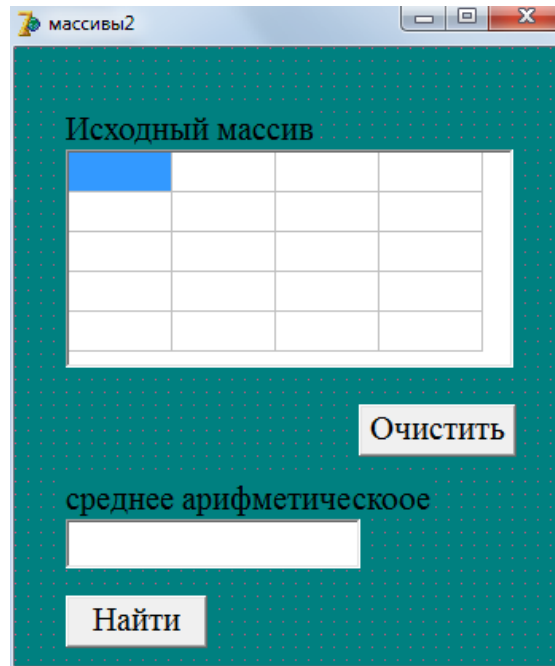 массивы2
Исходный массив
Очистить
среднее арифметическоое
Найти